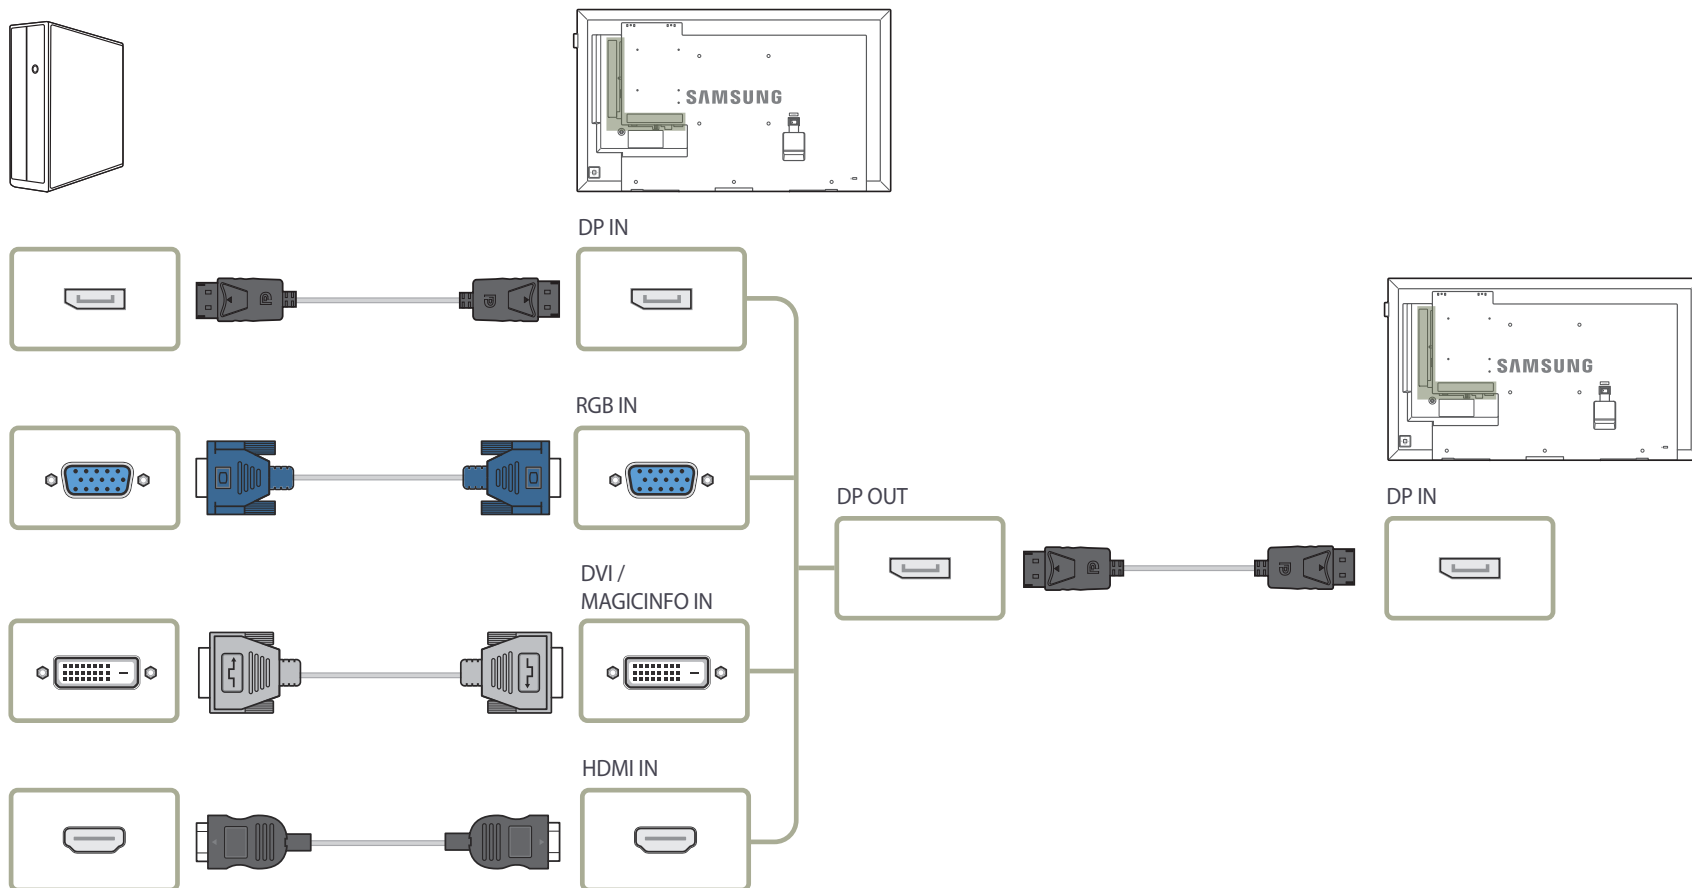 SAMSUNG
DP IN
SAMSUNG
RGB IN
DP OUT
DP IN
DVI /
MAGICINFO IN
HDMI IN